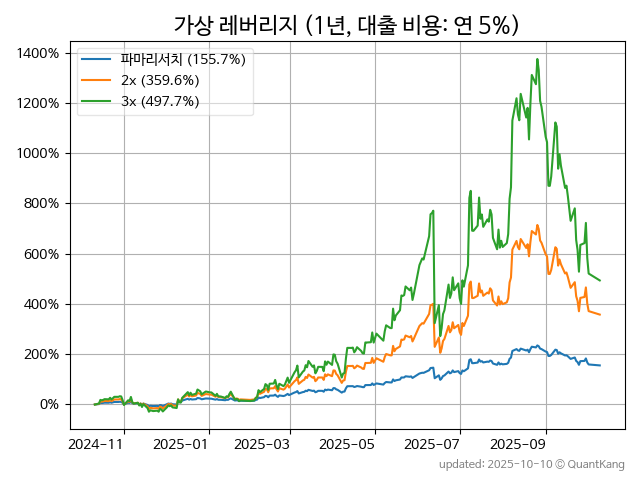 가상 레버리지 (1년, 대출 비용: 연 5%)
파마리서치 (155.7%)
2x (359.6%)
3x (497.7%)
1400%
1200%
1000%
800%
600%
400%
200%
0%
2024-11
2025-01
2025-03
2025-05
2025-07
2025-09
updated: 2025-10-10 © QuantKang